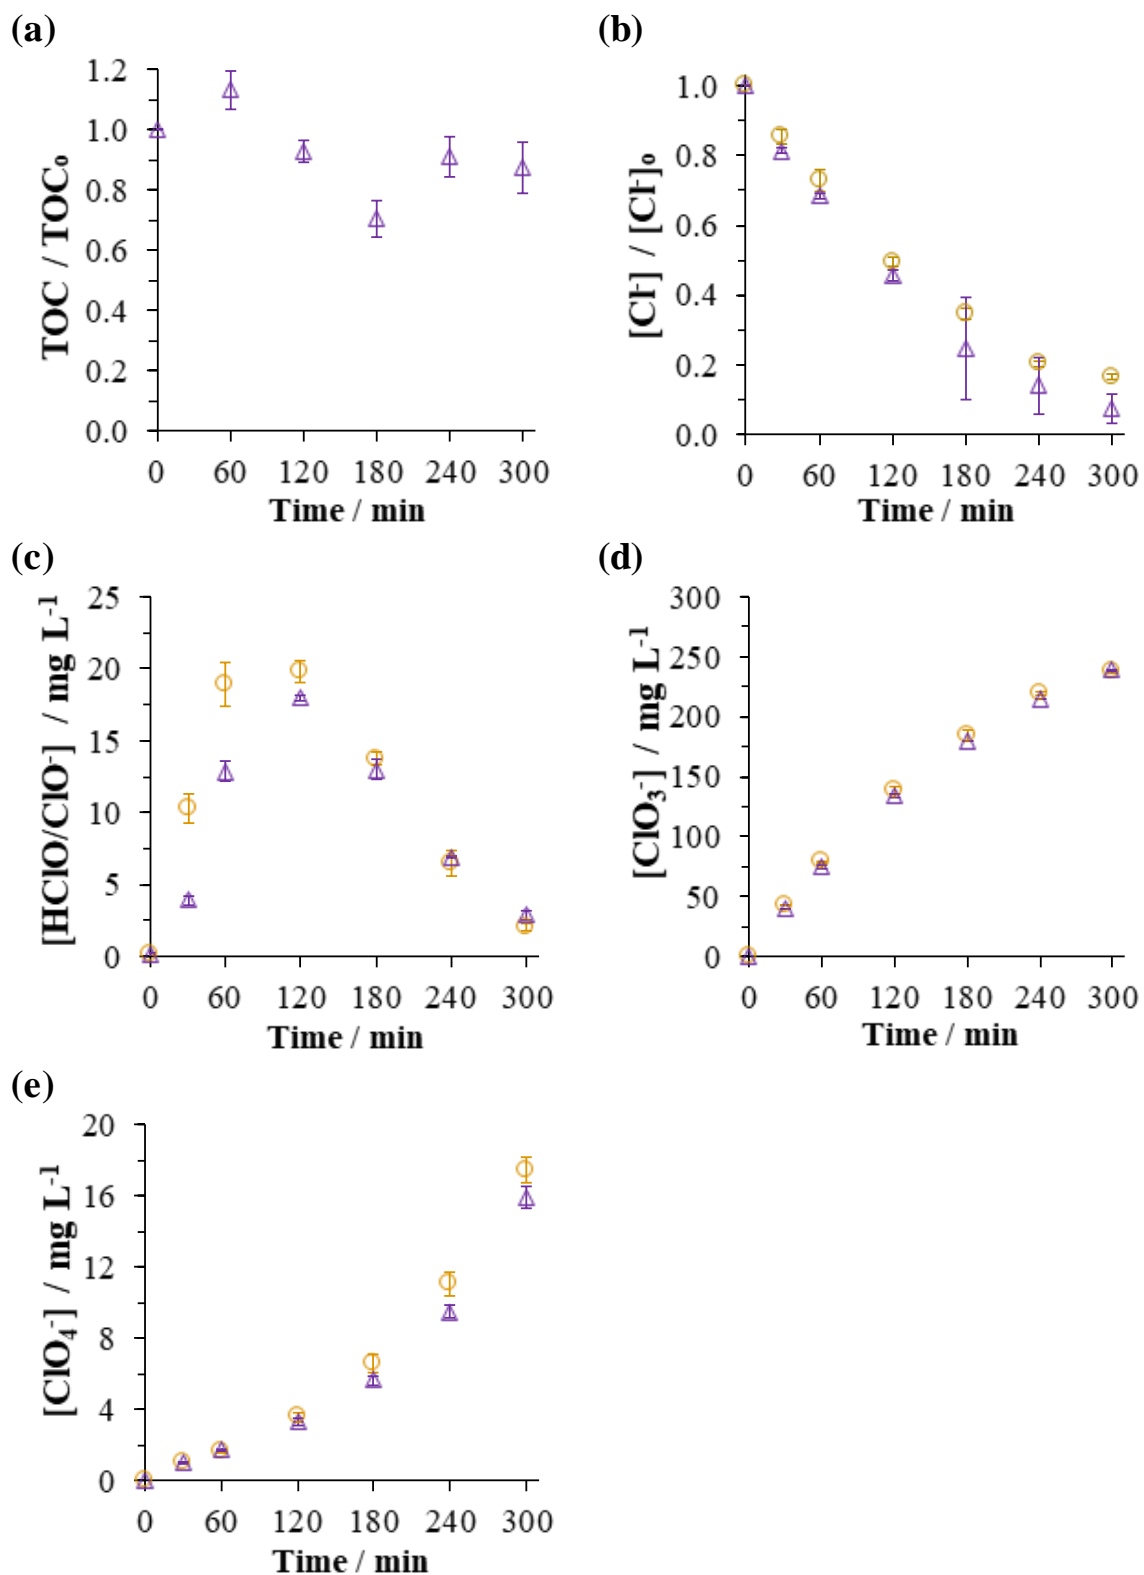 (a)
1.2
1.0
0.8
0.6
0.4
0.2
0.0
TOC / TOC₀
0 60 120 180 240 300
Time / min
(b)
1.0
0.8
0.6
0.4
0.2
0.0
[Cl⁻] / [Cl⁻]₀
0 60 120 180 240 300
Time / min
(c)
25
20
15
10
5
0
[HClO/ClO⁻] / mg L⁻¹
0 60 120 180 240 300
Time / min
(d)
300
250
200
150
100
50
0
[ClO₃⁻] / mg L⁻¹
0 60 120 180 240 300
Time / min
(e)
20
16
12
8
4
0
[ClO₄⁻] / mg L⁻¹
0 60 120 180 240 300
Time / min